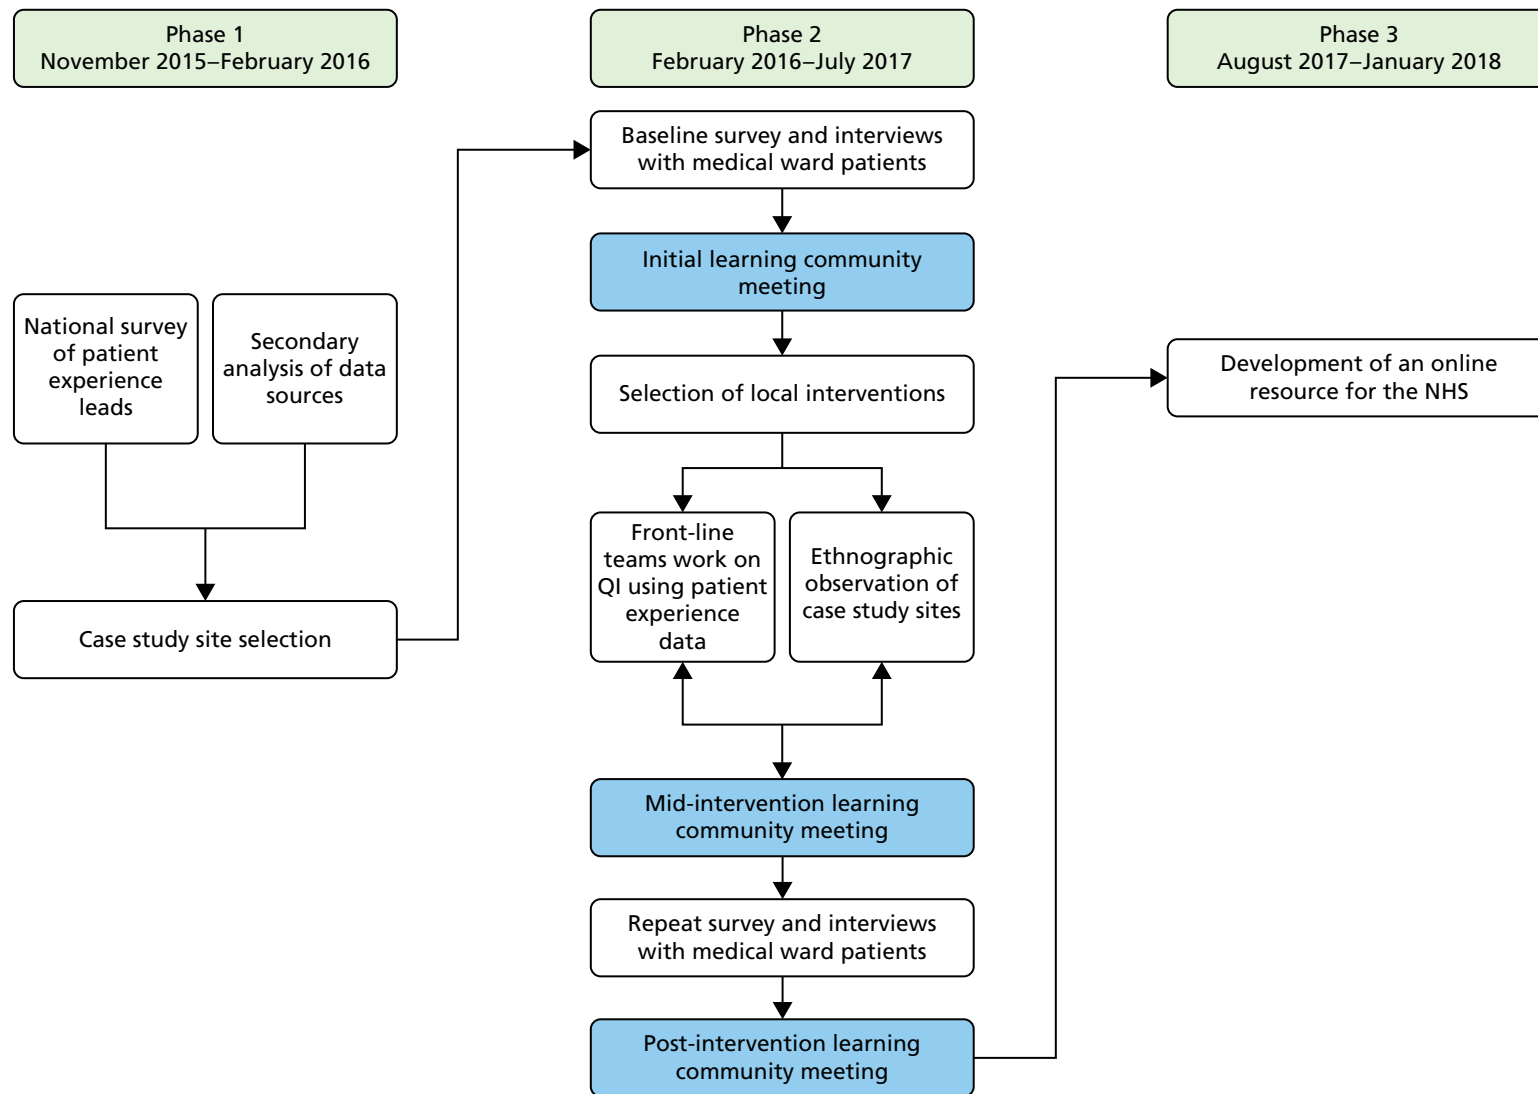 Phase 1
November 2015–February 2016
National survey
of patient
experience
leads
Secondary
analysis of data
sources
Case study site selection
Phase 2
February 2016–July 2017
Baseline survey and interviews
with medical ward patients
Initial learning community
meeting
Selection of local interventions
Front-line
teams work on
QI using patient
experience
data
Ethnographic
observation of
case study sites
Mid-intervention learning
community meeting
Repeat survey and interviews
with medical ward patients
Post-intervention learning
community meeting
Phase 3
August 2017–January 2018
Development of an online
resource for the NHS